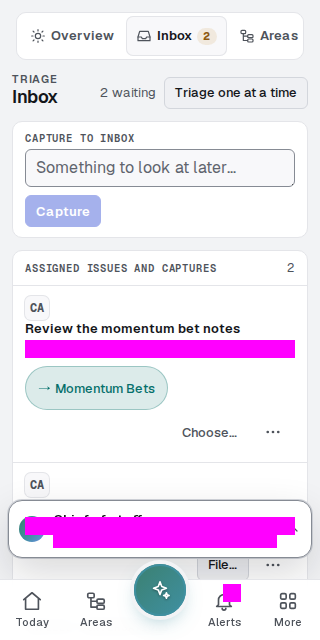 Overview
Inbox 2
Areas
TRIAGE
Inbox
2 waiting
Triage one at a time
CAPTURE TO INBOX
Something to look at later…
Capture
ASSIGNED ISSUES AND CAPTURES 2
CA
Review the momentum bet notes
→ Momentum Bets
Choose… ···
CA
File… ···
Today
Areas
Alerts
More